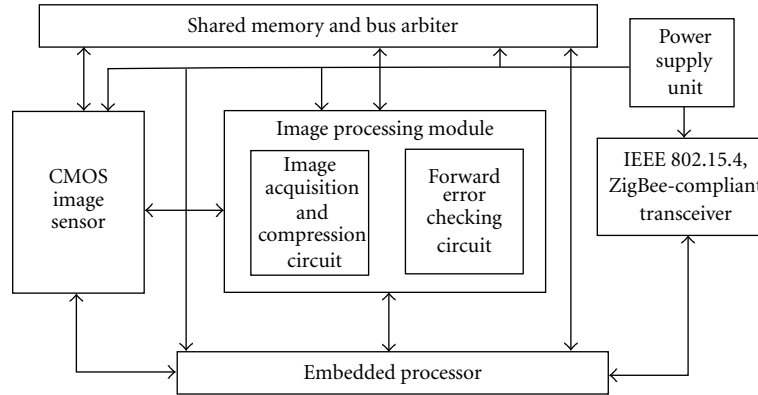 Shared memory and bus arbiter
Power
supply
unit
Image processing module
CMOS
image
sensor
Image
acquisition
and
compression
circuit
Forward
error
checking
circuit
IEEE 802.15.4,
ZigBee-compliant
transceiver
Embedded processor